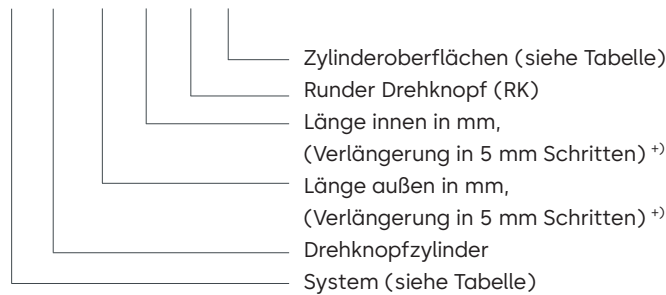 Zylinderoberflächen (siehe Tabelle)
Runder Drehknopf (RK)
Länge innen in mm,
(Verlängerung in 5 mm Schritten) +)
Länge außen in mm,
(Verlängerung in 5 mm Schritten) +)
Drehknopfzylinder
System (siehe Tabelle)